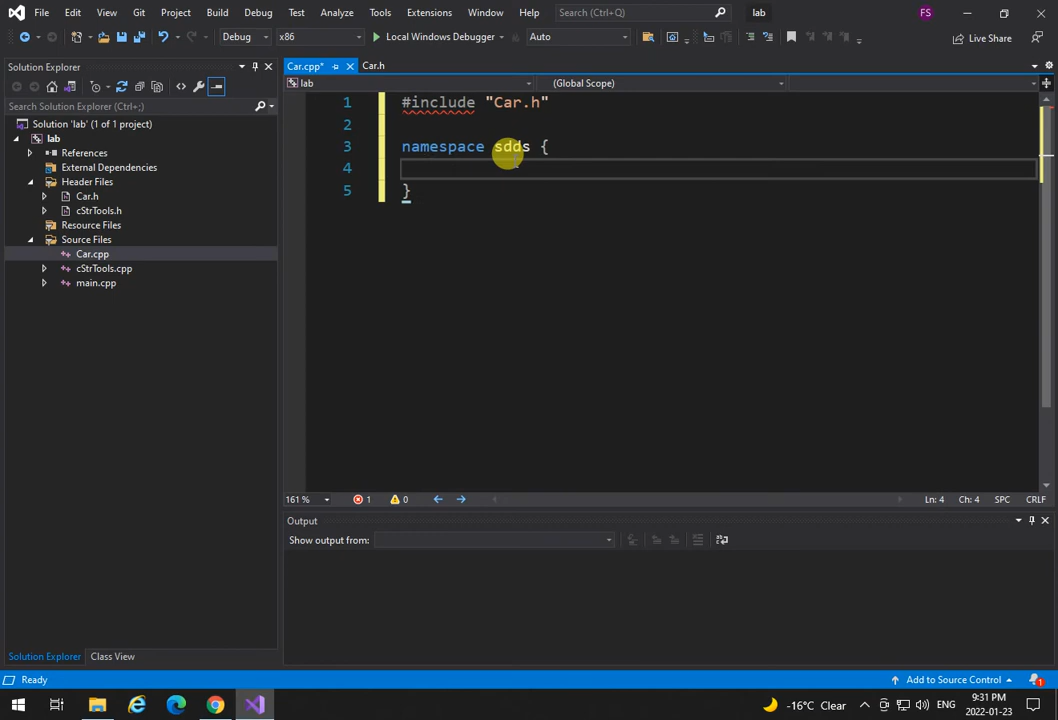 File Edit View Git Project Build Debug Test Analyze Tools Extensions Window Help Search (Ctrl+Q) lab FS
Debug x86 Local Windows Debugger Auto Live Share
Solution Explorer
Car.cpp* Car.h
lab (Global Scope)
Search Solution Explorer (Ctrl+;)
Solution 'lab' (1 of 1 project)
lab
References
External Dependencies
Header Files
Car.h
cStrTools.h
Resource Files
Source Files
Car.cpp
cStrTools.cpp
main.cpp
1 #include "Car.h"
2
3 namespace sdds {
4
5 }
161 % 1 0 Ln: 4 Ch: 4 SPC CRLF
Output
Show output from:
Solution Explorer Class View
Ready Add to Source Control 1
-16°C Clear ENG 9:31 PM 2022-01-23